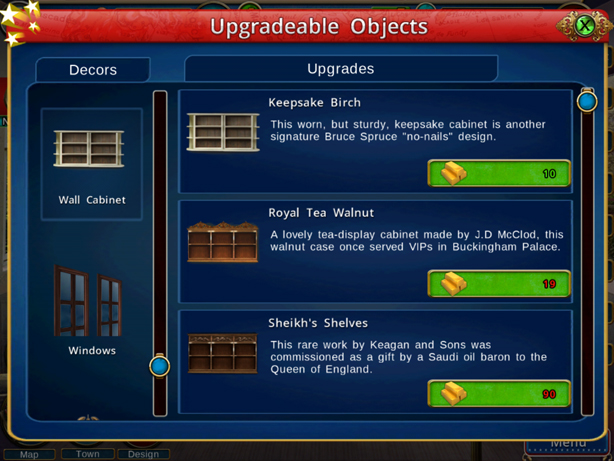 Upgradeable Objects
Decors
Upgrades
Wall Cabinet
Windows
Keepsake Birch
This worn, but sturdy, keepsake cabinet is another
signature Bruce Spruce "no-nails" design.
10
Royal Tea Walnut
A lovely tea-display cabinet made by J.D McClod, this
walnut case once served VIPs in Buckingham Palace.
19
Sheikh's Shelves
This rare work by Keagan and Sons was
commissioned as a gift by a Saudi oil baron to the
Queen of England.
90
Map
Town
Design
Menu